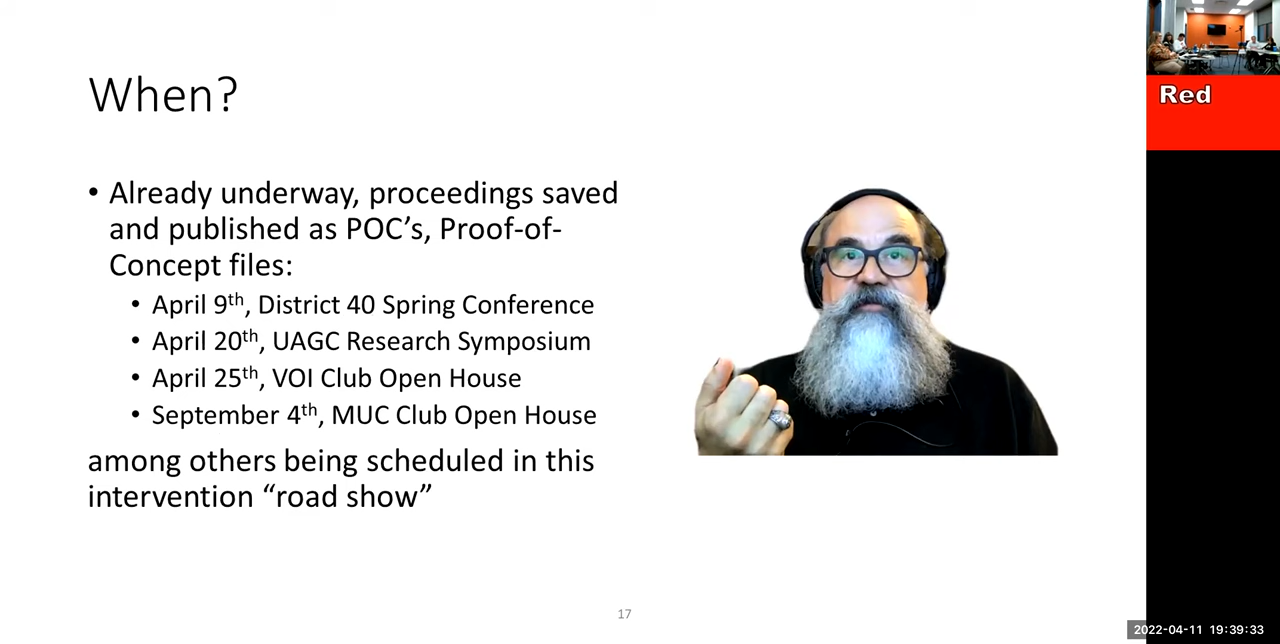 When?
• Already underway, proceedings saved
and published as POC’s, Proof-of-
Concept files:
• April 9th, District 40 Spring Conference
• April 20th, UAGC Research Symposium
• April 25th, VOI Club Open House
• September 4th, MUC Club Open House
among others being scheduled in this
intervention “road show”
17
Red
2022-04-11 19:39:33